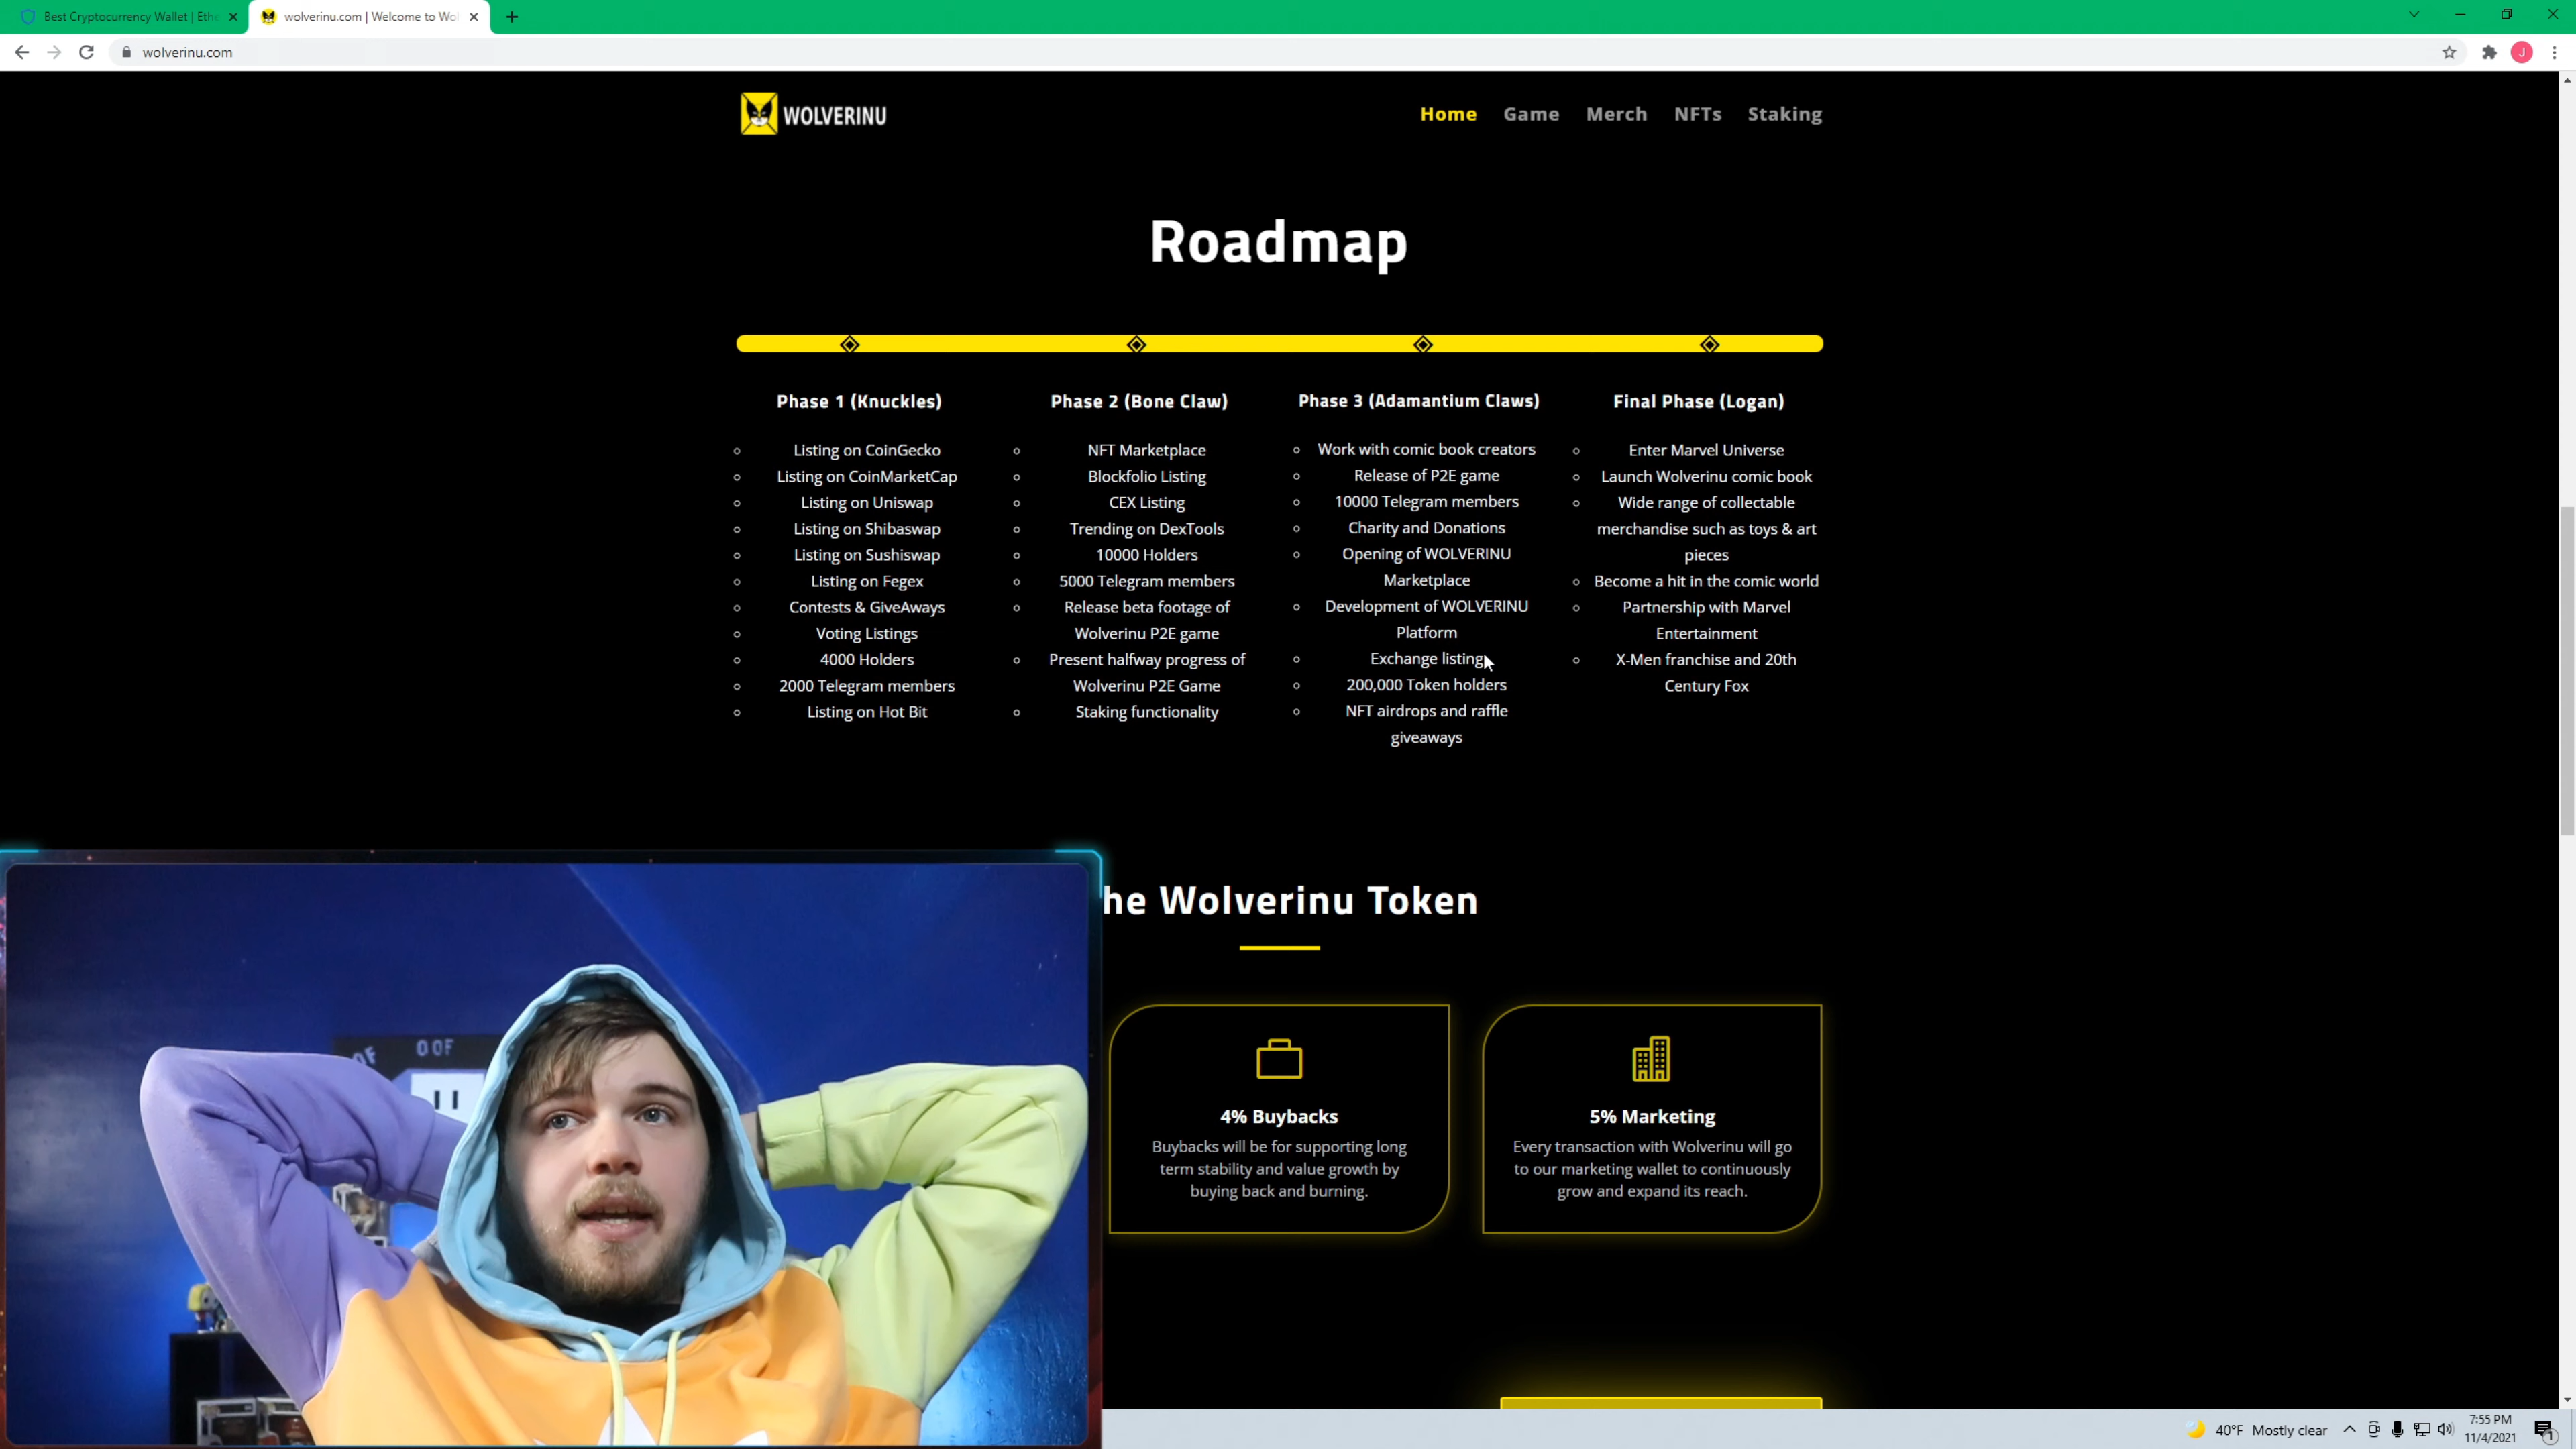 Best Cryptocurrency Wallet | Ethe
wolverinu.com | Welcome to Wol
wolverinu.com
J
WOLVERINU
Home Game Merch NFTs Staking
Roadmap
Phase 1 (Knuckles)
Listing on CoinGecko
Listing on CoinMarketCap
Listing on Uniswap
Listing on Shibaswap
Listing on Sushiswap
Listing on Fegex
Contests & GiveAways
Voting Listings
4000 Holders
2000 Telegram members
Listing on Hot Bit
Phase 2 (Bone Claw)
NFT Marketplace
Blockfolio Listing
CEX Listing
Trending on DexTools
10000 Holders
5000 Telegram members
Release beta footage of
Wolverinu P2E game
Present halfway progress of
Wolverinu P2E Game
Staking functionality
Phase 3 (Adamantium Claws)
Work with comic book creators
Release of P2E game
10000 Telegram members
Charity and Donations
Opening of WOLVERINU
Marketplace
Development of WOLVERINU
Platform
Exchange listing
200,000 Token holders
NFT airdrops and raffle
giveaways
Final Phase (Logan)
Enter Marvel Universe
Launch Wolverinu comic book
Wide range of collectable
merchandise such as toys & art
pieces
Become a hit in the comic world
Partnership with Marvel
Entertainment
X-Men franchise and 20th
Century Fox
he Wolverinu Token
4% Buybacks
Buybacks will be for supporting long
term stability and value growth by
buying back and burning.
5% Marketing
Every transaction with Wolverinu will go
to our marketing wallet to continuously
grow and expand its reach.
OOF
40°F Mostly clear
7:55 PM
11/4/2021
1